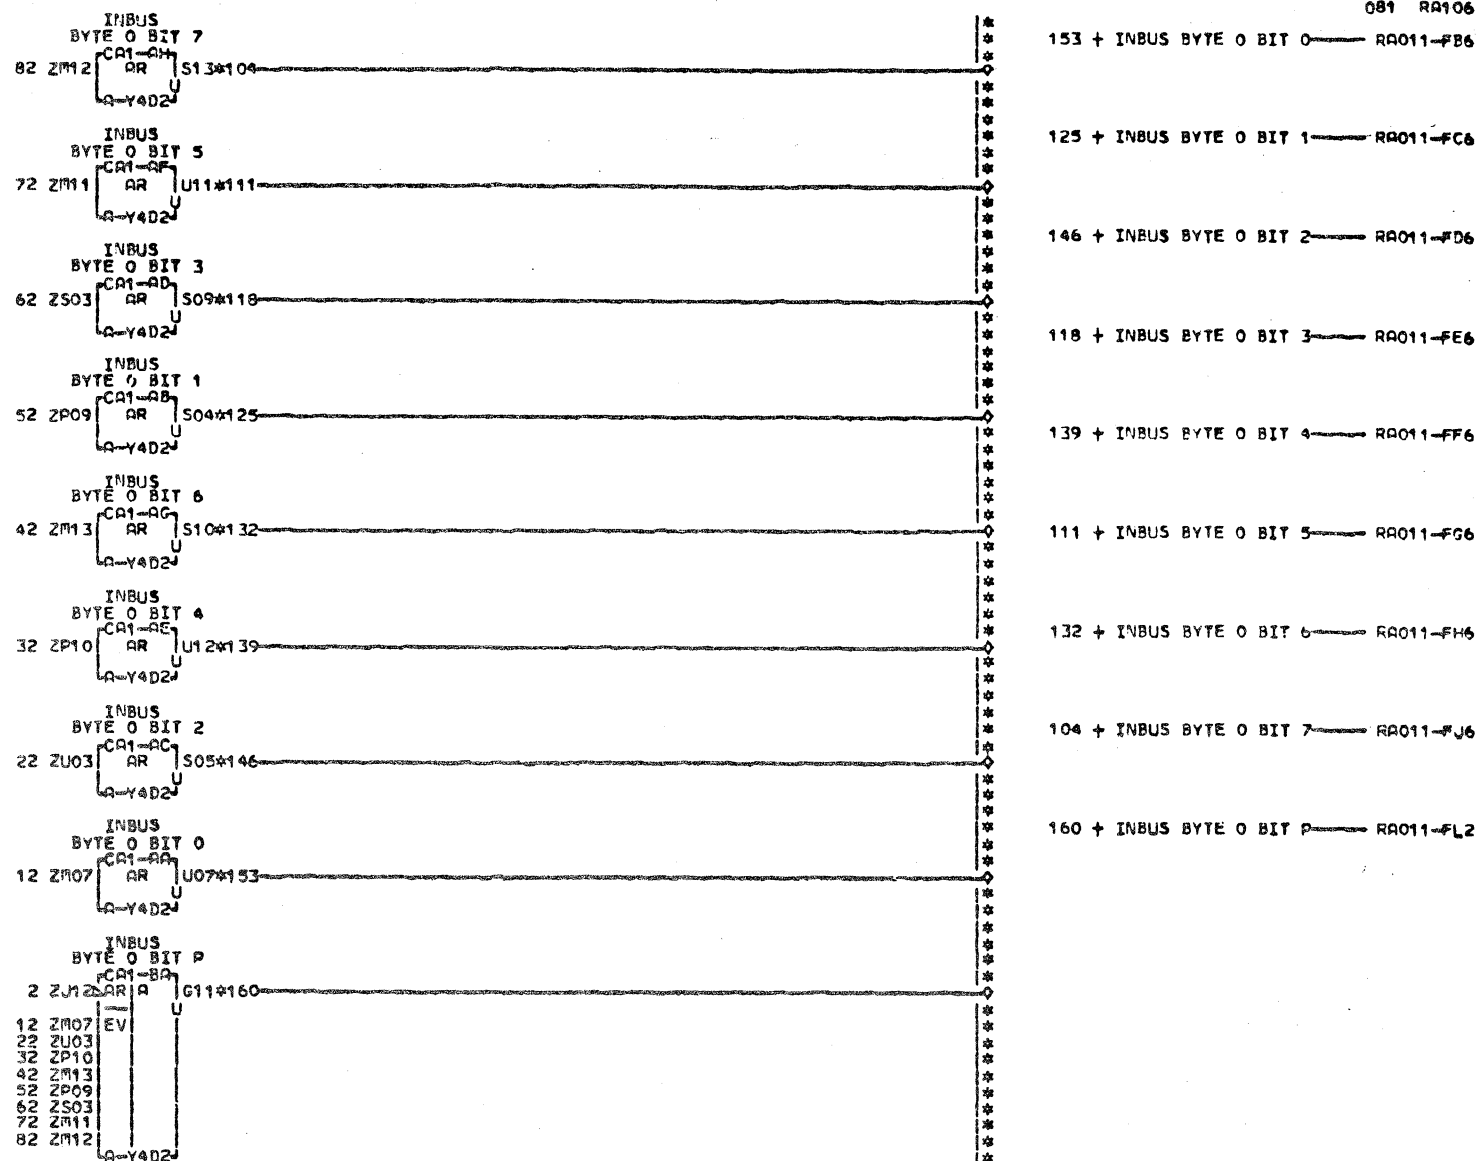 081 RA106
INBUS
BYTE 0 BIT 7
CA1-AH
82 ZM12 AR S13*104
U
A-Y4D2
INBUS
BYTE 0 BIT 5
CA1-AF
72 ZM11 AR U11*111
U
A-Y4D2
INBUS
BYTE 0 BIT 3
CA1-AD
62 ZS03 AR S09*118
U
A-Y4D2
INBUS
BYTE 0 BIT 1
CA1-AB
52 ZP09 AR S04*125
U
A-Y4D2
INBUS
BYTE 0 BIT 6
CA1-AG
42 ZM13 AR S10*132
U
A-Y4D2
INBUS
BYTE 0 BIT 4
CA1-AE
32 ZP10 AR U12*139
U
A-Y4D2
INBUS
BYTE 0 BIT 2
CA1-AC
22 ZU03 AR S05*146
U
A-Y4D2
INBUS
BYTE 0 BIT 0
CA1-AA
12 ZM07 AR U07*153
U
A-Y4D2
INBUS
BYTE 0 BIT P
CA1-BA
2 ZJ12 AR A G11*160
U
12 ZM07 EV
22 ZU03
32 ZP10
42 ZM13
52 ZP09
62 ZS03
72 ZM11
82 ZM12
A-Y4D2
153 + INBUS BYTE 0 BIT 0 RA011-FB6
125 + INBUS BYTE 0 BIT 1 RA011-FC6
146 + INBUS BYTE 0 BIT 2 RA011-FD6
118 + INBUS BYTE 0 BIT 3 RA011-FE6
139 + INBUS BYTE 0 BIT 4 RA011-FF6
111 + INBUS BYTE 0 BIT 5 RA011-FG6
132 + INBUS BYTE 0 BIT 6 RA011-FH6
104 + INBUS BYTE 0 BIT 7 RA011-FJ6
160 + INBUS BYTE 0 BIT P RA011-FL2